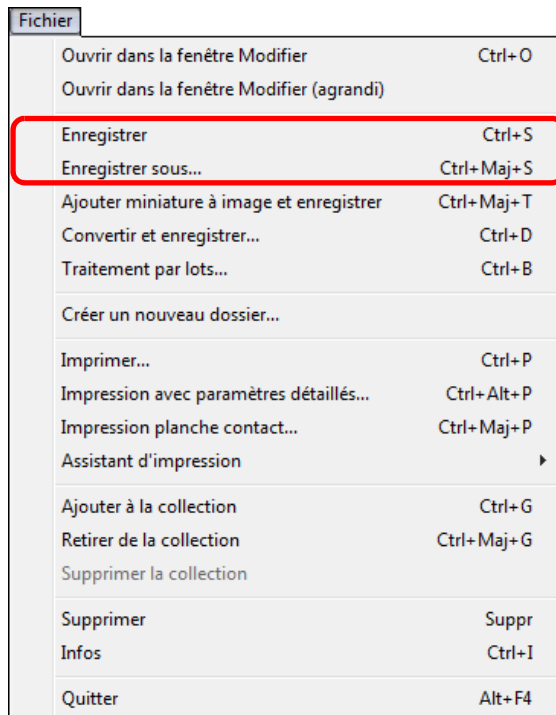 Fichier
Ouvrir dans la fenêtre Modifier Ctrl+O
Ouvrir dans la fenêtre Modifier (agrandi)
Enregistrer Ctrl+S
Enregistrer sous... Ctrl+Maj+S
Ajouter miniature à image et enregistrer Ctrl+Maj+T
Convertir et enregistrer... Ctrl+D
Traitement par lots... Ctrl+B
Créer un nouveau dossier...
Imprimer... Ctrl+P
Impression avec paramètres détaillés... Ctrl+Alt+P
Impression planche contact... Ctrl+Maj+P
Assistant d'impression
Ajouter à la collection Ctrl+G
Retirer de la collection Ctrl+Maj+G
Supprimer la collection
Supprimer Suppr
Infos Ctrl+I
Quitter Alt+F4